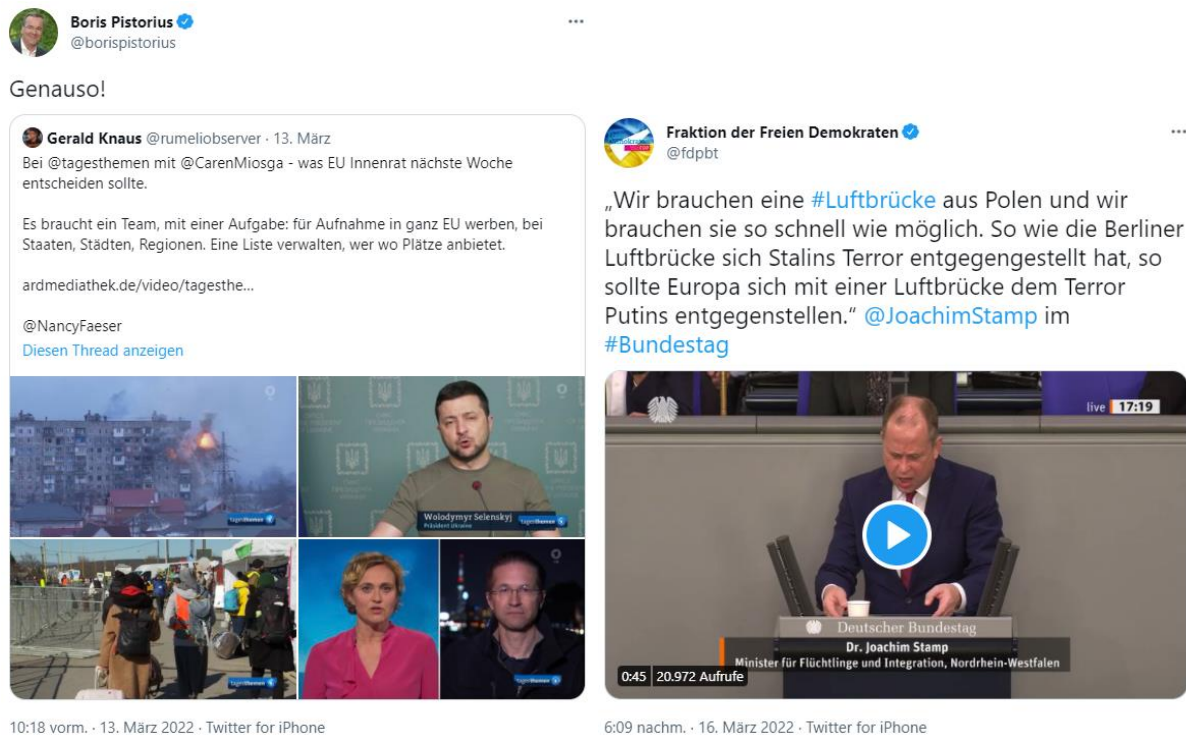 Boris Pistorius
@borispistorius
Genauso!
Gerald Knaus @rumeliobserver · 13. März
Bei @tagesthemen mit @CarenMiosga - was EU Innenrat nächste Woche
entscheiden sollte.
Es braucht ein Team, mit einer Aufgabe: für Aufnahme in ganz EU werben, bei
Staaten, Städten, Regionen. Eine Liste verwalten, wer wo Plätze anbietet.
ardmediathek.de/video/tagesthe...
@NancyFaeser
Diesen Thread anzeigen
tagesthemen
Wolodymyr Selenskyj
Präsident Ukraine
tagesthemen
tagesthemen
tagesthemen
10:18 vorm. · 13. März 2022 · Twitter for iPhone
Fraktion der Freien Demokraten
@fdpbt
„Wir brauchen eine #Luftbrücke aus Polen und wir
brauchen sie so schnell wie möglich. So wie die Berliner
Luftbrücke sich Stalins Terror entgegengestellt hat, so
sollte Europa sich mit einer Luftbrücke dem Terror
Putins entgegenstellen.“ @JoachimStamp im
#Bundestag
live 17:19
Deutscher Bundestag
Dr. Joachim Stamp
Minister für Flüchtlinge und Integration, Nordrhein-Westfalen
0:45 20.972 Aufrufe
6:09 nachm. · 16. März 2022 · Twitter for iPhone